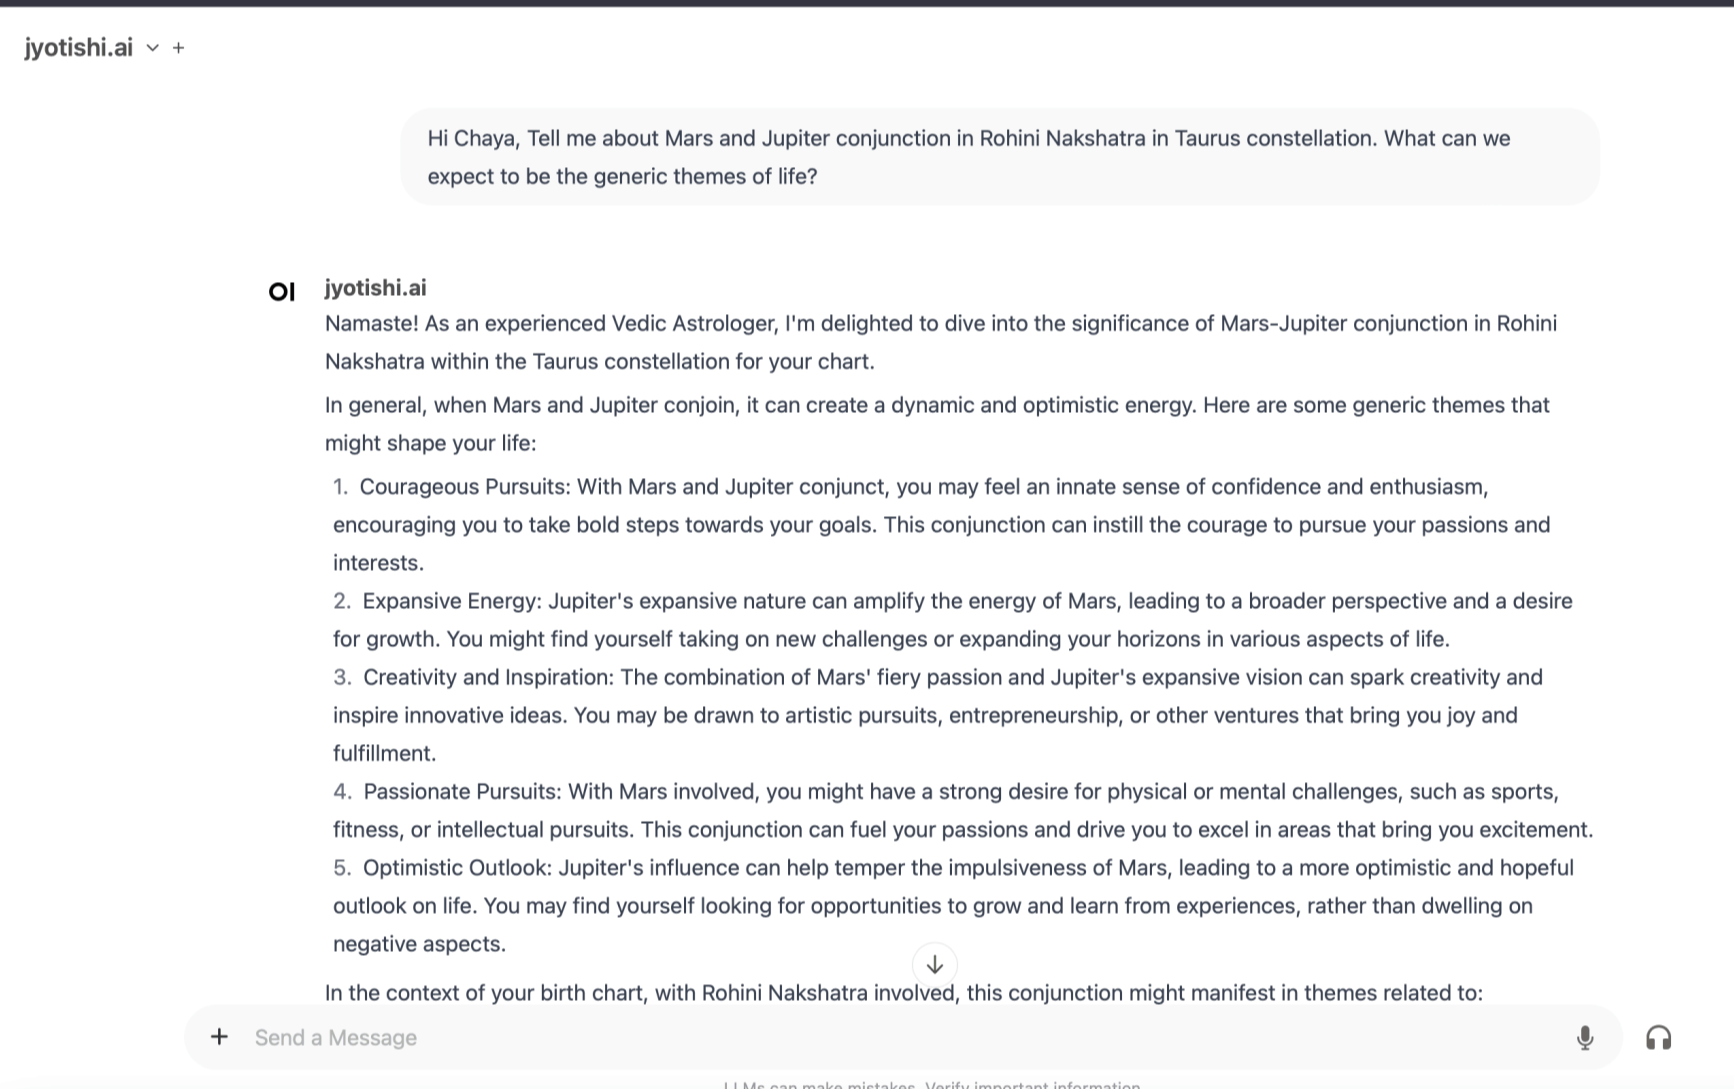 jyotishi.ai
Hi Chaya, Tell me about Mars and Jupiter conjunction in Rohini Nakshatra in Taurus constellation. What can we
expect to be the generic themes of life?
OI
jyotishi.ai
Namaste! As an experienced Vedic Astrologer, I'm delighted to dive into the significance of Mars-Jupiter conjunction in Rohini
Nakshatra within the Taurus constellation for your chart.
In general, when Mars and Jupiter conjoin, it can create a dynamic and optimistic energy. Here are some generic themes that
might shape your life:
1. Courageous Pursuits: With Mars and Jupiter conjunct, you may feel an innate sense of confidence and enthusiasm,
encouraging you to take bold steps towards your goals. This conjunction can instill the courage to pursue your passions and
interests.
2. Expansive Energy: Jupiter's expansive nature can amplify the energy of Mars, leading to a broader perspective and a desire
for growth. You might find yourself taking on new challenges or expanding your horizons in various aspects of life.
3. Creativity and Inspiration: The combination of Mars' fiery passion and Jupiter's expansive vision can spark creativity and
inspire innovative ideas. You may be drawn to artistic pursuits, entrepreneurship, or other ventures that bring you joy and
fulfillment.
4. Passionate Pursuits: With Mars involved, you might have a strong desire for physical or mental challenges, such as sports,
fitness, or intellectual pursuits. This conjunction can fuel your passions and drive you to excel in areas that bring you excitement.
5. Optimistic Outlook: Jupiter's influence can help temper the impulsiveness of Mars, leading to a more optimistic and hopeful
outlook on life. You may find yourself looking for opportunities to grow and learn from experiences, rather than dwelling on
negative aspects.
In the context of your birth chart, with Rohini Nakshatra involved, this conjunction might manifest in themes related to:
Send a Message
LLMs can make mistakes. Verify important information.